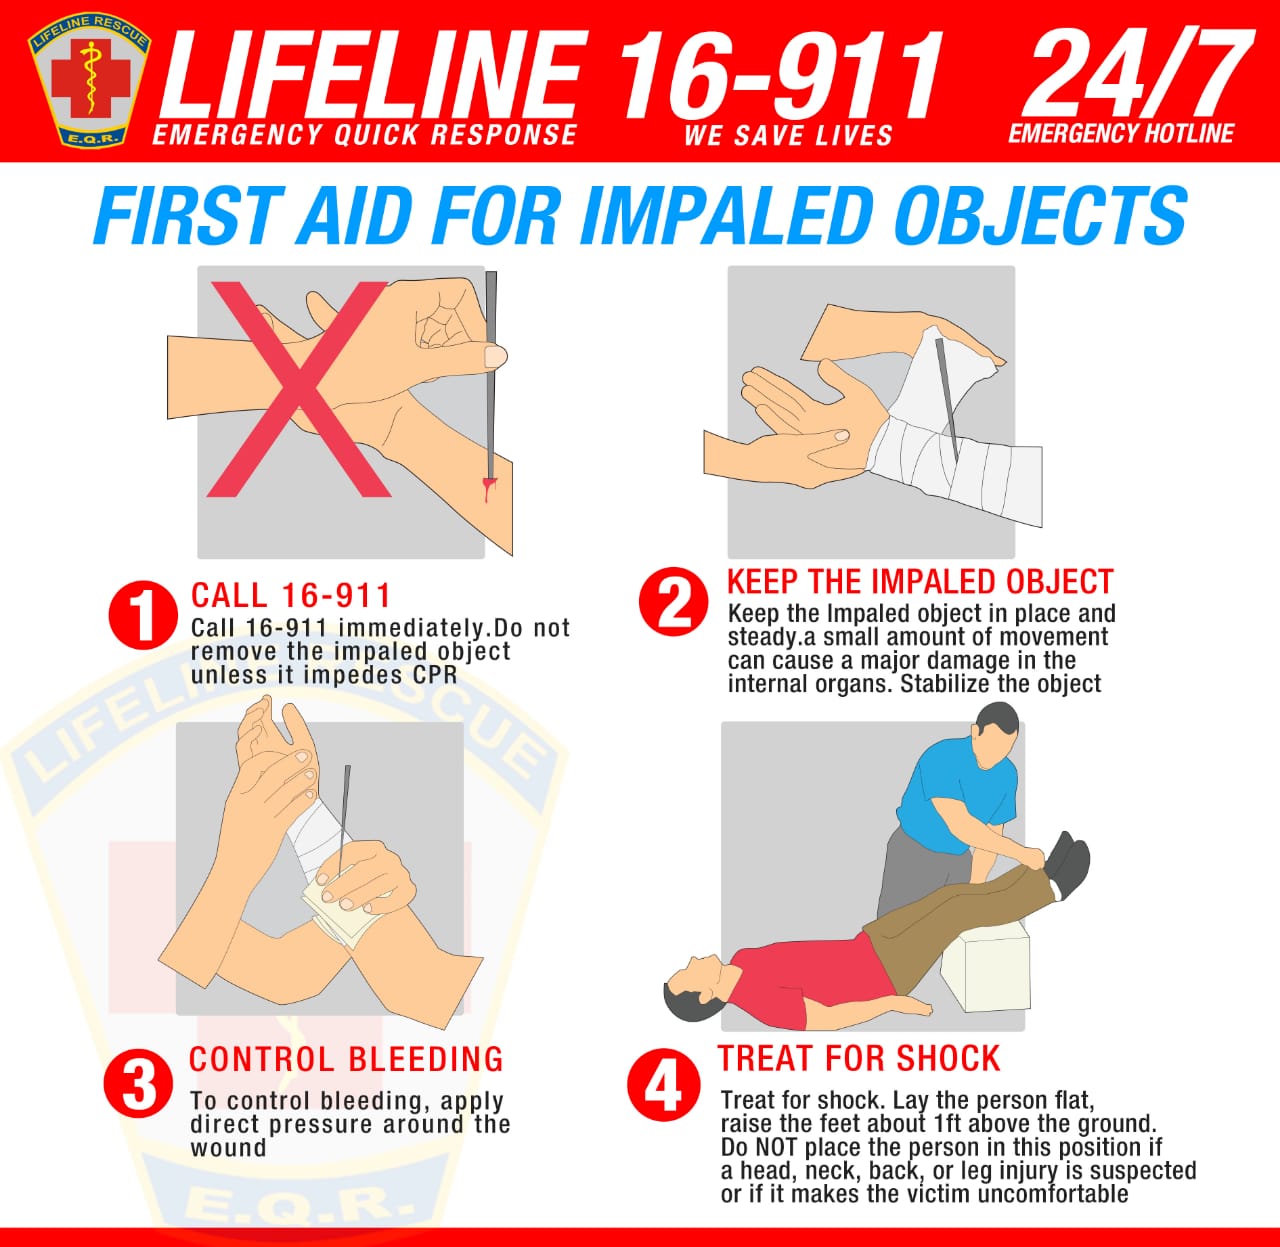 LIFELINE RESCUE
E.Q.R.
LIFELINE 16-911 24/7
EMERGENCY QUICK RESPONSE WE SAVE LIVES EMERGENCY HOTLINE
FIRST AID FOR IMPALED OBJECTS
1 CALL 16-911
Call 16-911 immediately.Do not
remove the impaled object
unless it impedes CPR
2 KEEP THE IMPALED OBJECT
Keep the Impaled object in place and
steady.a small amount of movement
can cause a major damage in the
internal organs. Stabilize the object
3 CONTROL BLEEDING
To control bleeding, apply
direct pressure around the
wound
4 TREAT FOR SHOCK
Treat for shock. Lay the person flat,
raise the feet about 1ft above the ground.
Do NOT place the person in this position if
a head, neck, back, or leg injury is suspected
or if it makes the victim uncomfortable
LIFELINE RESCUE
E.Q.R.